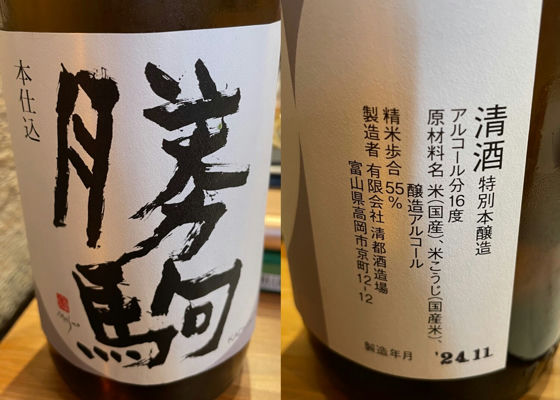 本仕込
勝駒
清酒 特別本醸造
アルコール分16度
原材料名 米(国産)、米こうじ(国産米)、
醸造アルコール
精米歩合 55%
製造者 有限会社 清都酒造場
富山県高岡市京町12-12
製造年月 '24.11